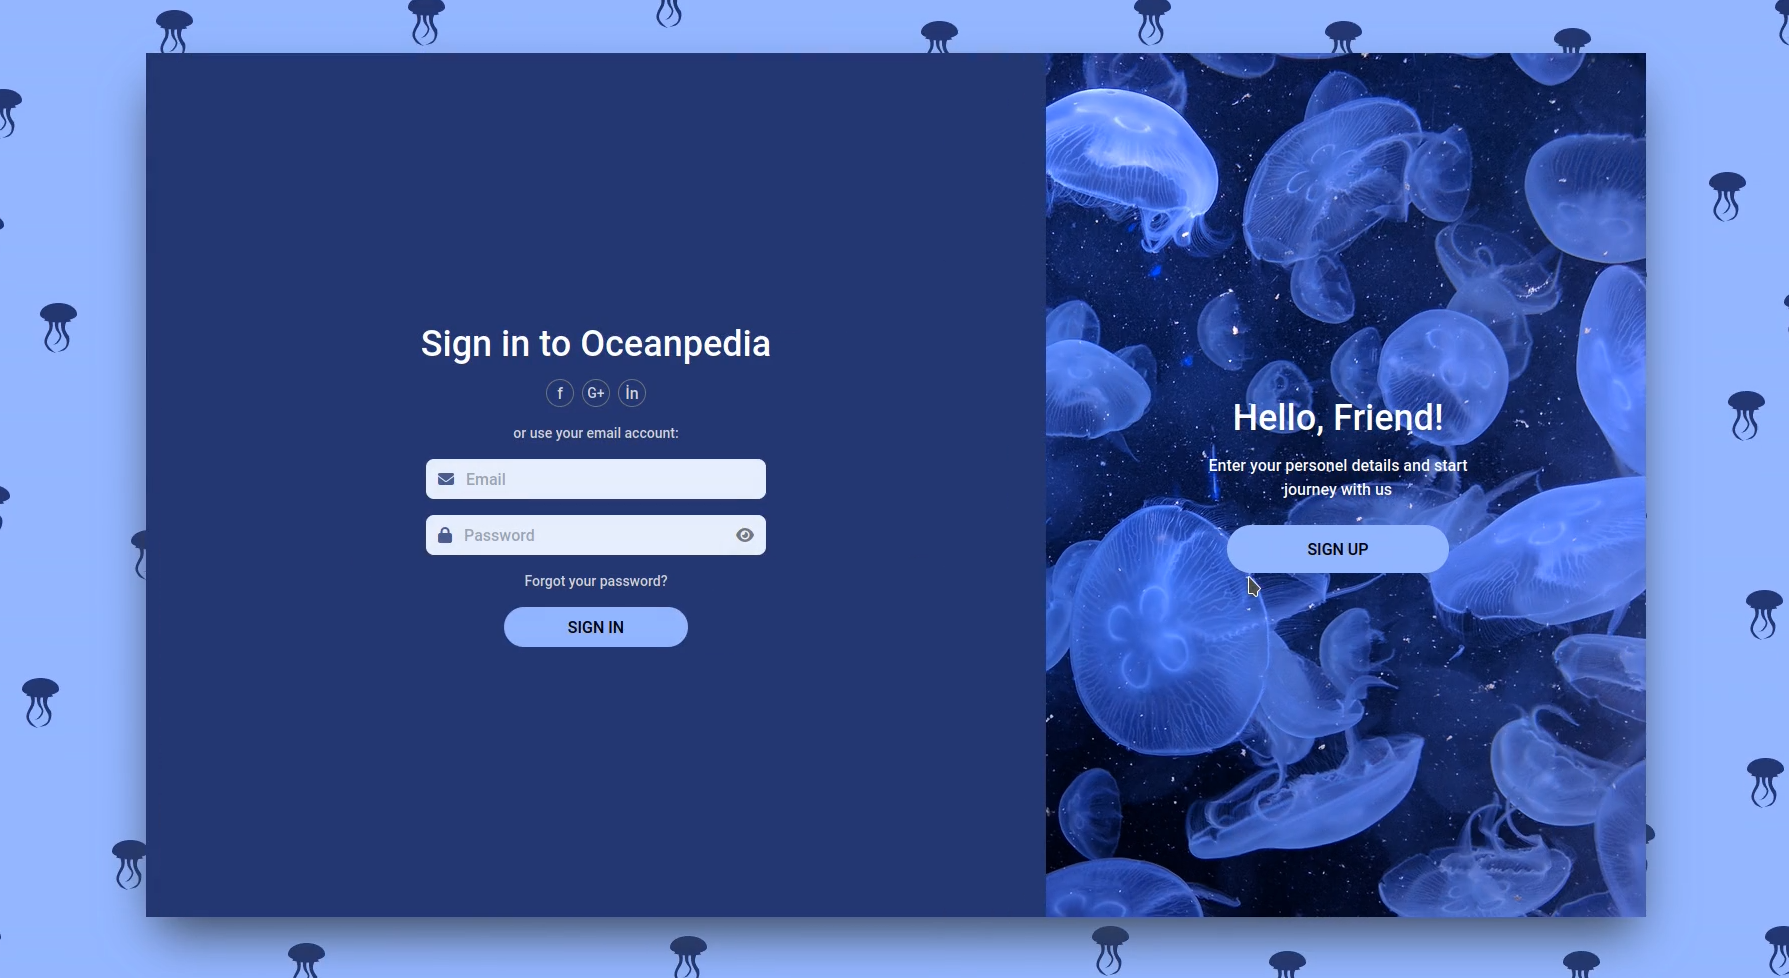 Sign in to Oceanpedia
f G+ in
or use your email account:
Email
Password
Forgot your password?
SIGN IN
Hello, Friend!
Enter your personel details and start
journey with us
SIGN UP